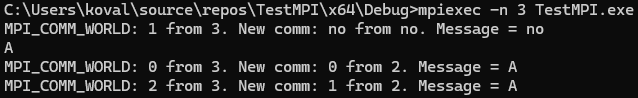 C:\Users\koval\source\repos\TestMPI\x64\Debug>mpiexec -n 3 TestMPI.exe
MPI_COMM_WORLD: 1 from 3. New comm: no from no. Message = no
A
MPI_COMM_WORLD: 0 from 3. New comm: 0 from 2. Message = A
MPI_COMM_WORLD: 2 from 3. New comm: 1 from 2. Message = A